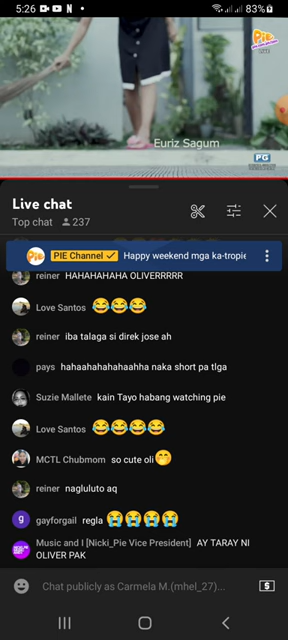 5:26
83%
Pie
Euriz Sagum
PG
Live chat
Top chat 237
Pie PIE Channel Happy weekend mga ka-tropie
reiner HAHAHAHAHA OLIVERRRRR
Love Santos 😂😂😂
reiner iba talaga si direk jose ah
pays hahaahahahahaahha naka short pa tlga
Suzie Mallete kain Tayo habang watching pie
Love Santos 😂😂😂😂
MCTL Chubmom so cute oli🤭
reiner nagluluto aq
g gayforgail regla 😭😭😭😭
Music and I [Nicki_Pie Vice President] AY TARAY NI
OLIVER PAK
Chat publicly as Carmela M.(mhel_27)...
$